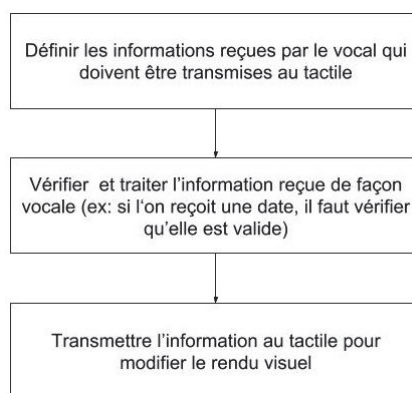 Définir les informations reçues par le vocal qui
doivent être transmises au tactile
Vérifier et traiter l'information reçue de façon
vocale (ex: si l'on reçoit une date, il faut vérifier
qu'elle est valide)
Transmettre l'information au tactile pour
modifier le rendu visuel